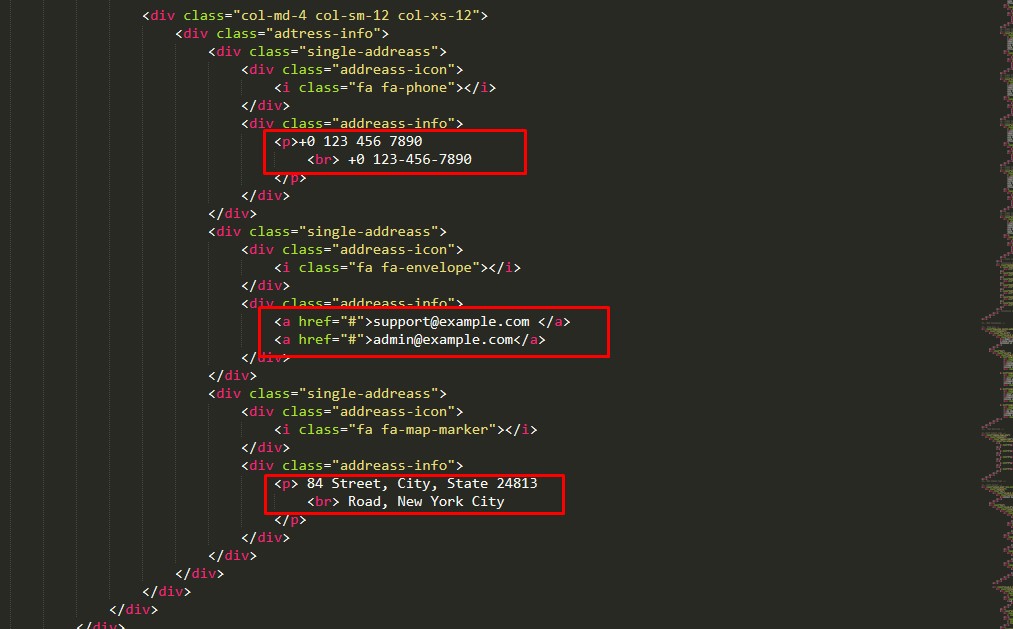 <div class="col-md-4 col-sm-12 col-xs-12">
<div class="adtress-info">
<div class="single-addreass">
<div class="addreass-icon">
<i class="fa fa-phone"></i>
</div>
<div class="addreass-info">
<p>+0 123 456 7890
<br> +0 123-456-7890
</p>
</div>
</div>
<div class="single-addreass">
<div class="addreass-icon">
<i class="fa fa-envelope"></i>
</div>
<div class="addreass-info">
<a href="#">support@example.com </a>
<a href="#">admin@example.com</a>
</div>
</div>
<div class="single-addreass">
<div class="addreass-icon">
<i class="fa fa-map-marker"></i>
</div>
<div class="addreass-info">
<p> 84 Street, City, State 24813
<br> Road, New York City
</p>
</div>
</div>
</div>
</div>
</div>
</div>